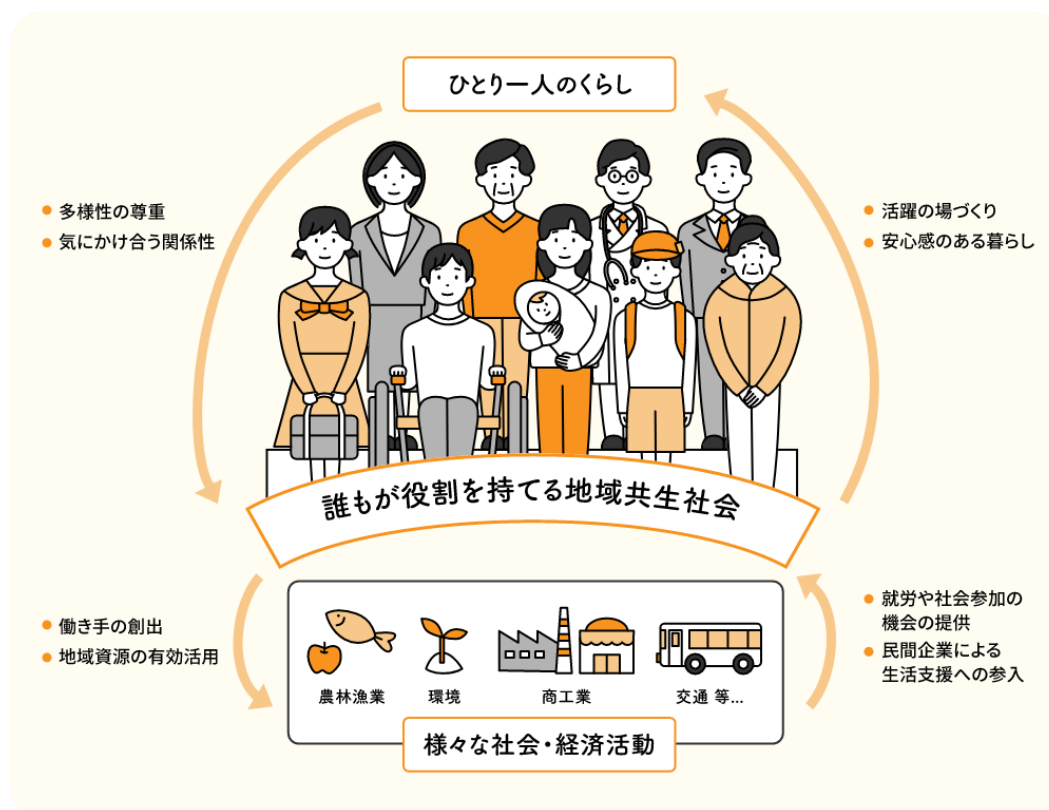 ひとり一人のくらし
多様性の尊重
気にかけ合う関係性
活躍の場づくり
安心感のある暮らし
誰もが役割を持てる地域共生社会
働き手の創出
地域資源の有効活用
就労や社会参加の
機会の提供
民間企業による
生活支援への参入
農林漁業
環境
商工業
交通 等...
様々な社会・経済活動